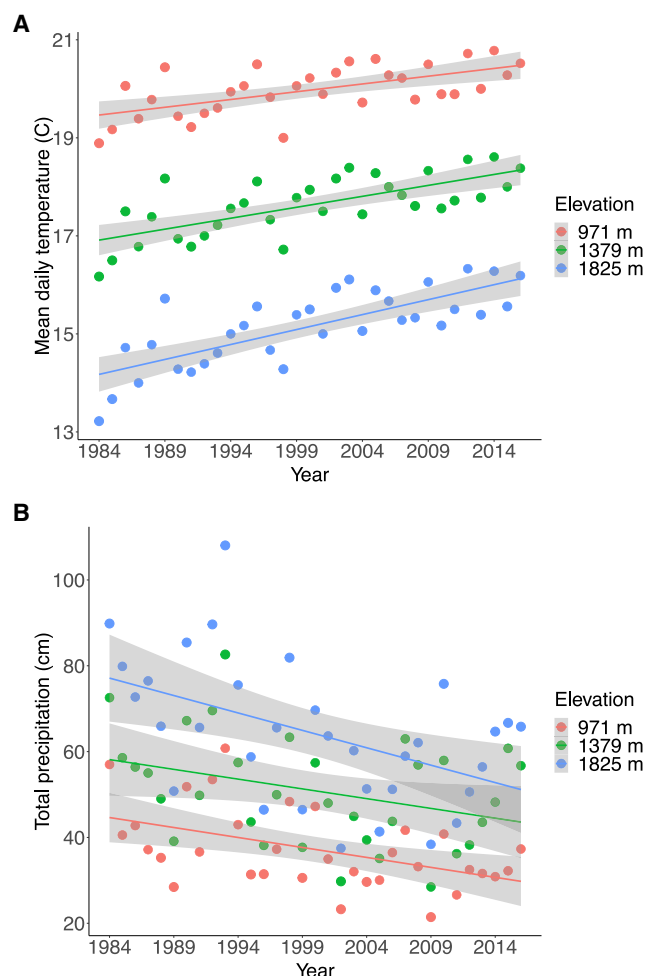 A
21
19
17
15
13
Mean daily temperature (C)
1984 1989 1994 1999 2004 2009 2014
Year
Elevation
971 m
1379 m
1825 m
B
100
80
60
40
20
Total precipitation (cm)
1984 1989 1994 1999 2004 2009 2014
Year
Elevation
971 m
1379 m
1825 m